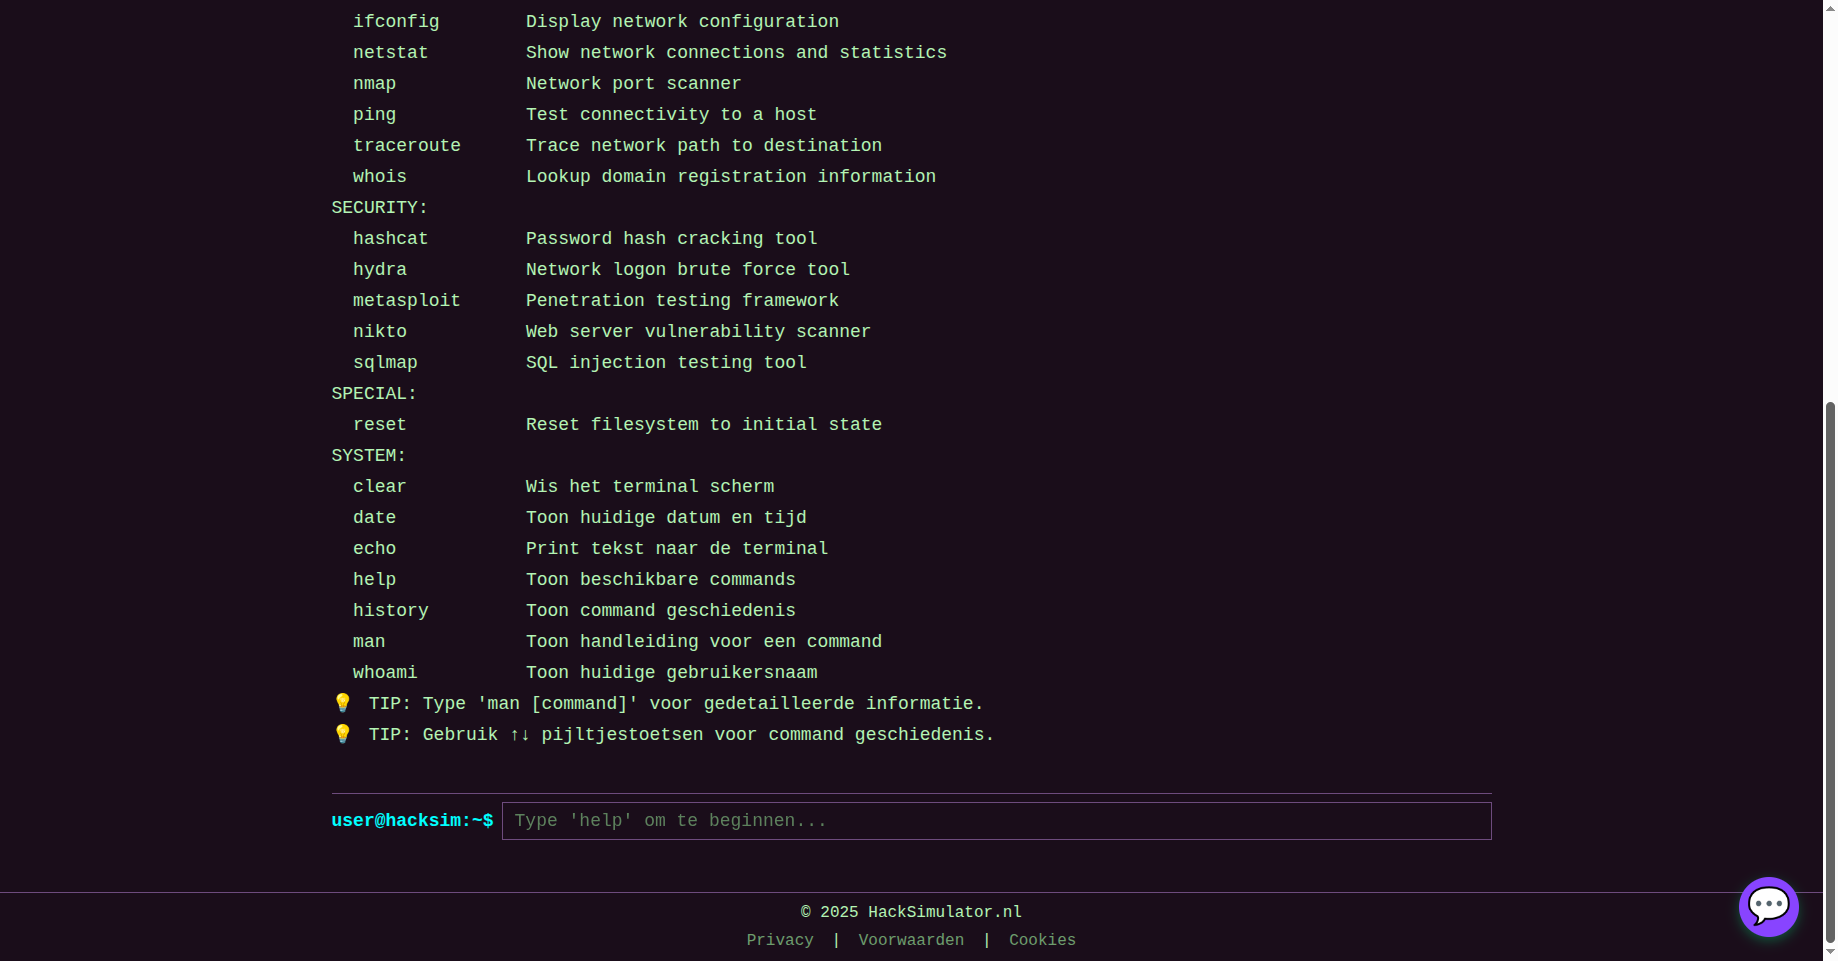 ifconfig        Display network configuration
netstat         Show network connections and statistics
nmap            Network port scanner
ping            Test connectivity to a host
traceroute      Trace network path to destination
whois           Lookup domain registration information
SECURITY:
hashcat         Password hash cracking tool
hydra           Network logon brute force tool
metasploit      Penetration testing framework
nikto           Web server vulnerability scanner
sqlmap          SQL injection testing tool
SPECIAL:
reset           Reset filesystem to initial state
SYSTEM:
clear           Wis het terminal scherm
date            Toon huidige datum en tijd
echo            Print tekst naar de terminal
help            Toon beschikbare commands
history         Toon command geschiedenis
man             Toon handleiding voor een command
whoami          Toon huidige gebruikersnaam
💡 TIP: Type 'man [command]' voor gedetailleerde informatie.
💡 TIP: Gebruik ↑↓ pijltjestoetsen voor command geschiedenis.
user@hacksim:~$ Type 'help' om te beginnen...
© 2025 HackSimulator.nl
Privacy | Voorwaarden | Cookies